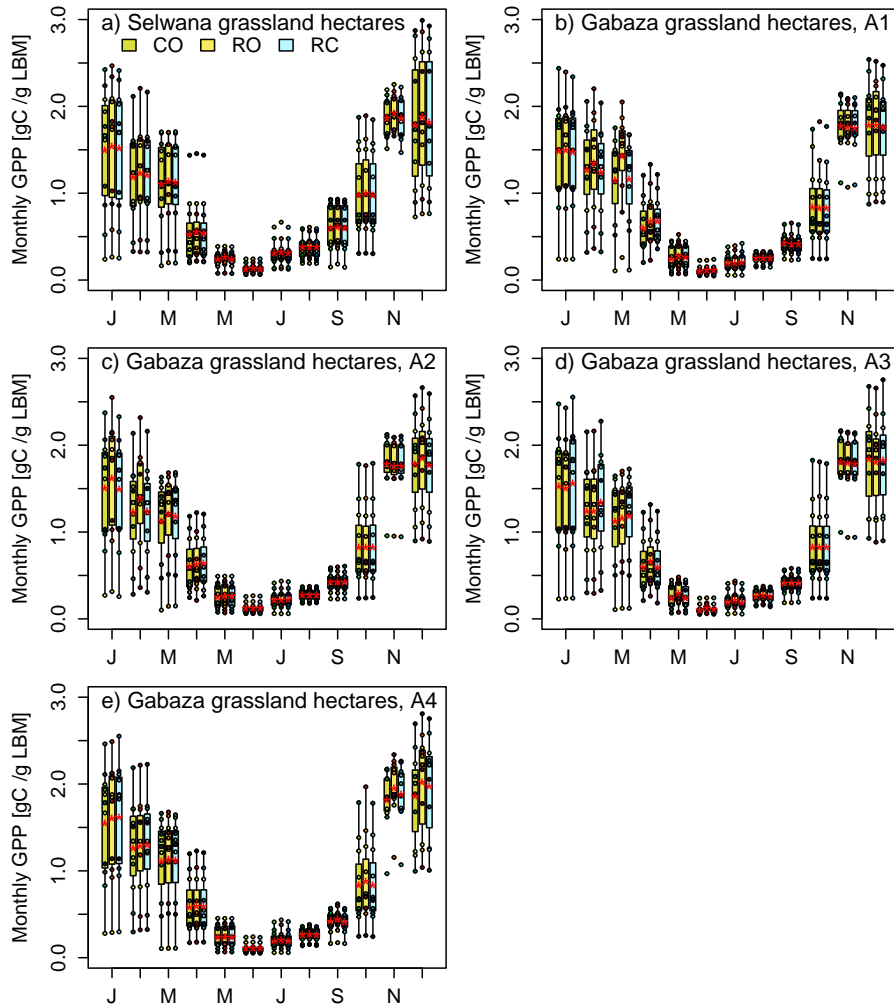 a) Selwana grassland hectares
CO RO RC
Monthly GPP [gC /g LBM]
3.0
2.0
1.0
0.0
J M M J S N
b) Gabaza grassland hectares, A1
Monthly GPP [gC /g LBM]
3.0
2.0
1.0
0.0
J M M J S N
c) Gabaza grassland hectares, A2
Monthly GPP [gC /g LBM]
3.0
2.0
1.0
0.0
J M M J S N
d) Gabaza grassland hectares, A3
Monthly GPP [gC /g LBM]
3.0
2.0
1.0
0.0
J M M J S N
e) Gabaza grassland hectares, A4
Monthly GPP [gC /g LBM]
3.0
2.0
1.0
0.0
J M M J S N